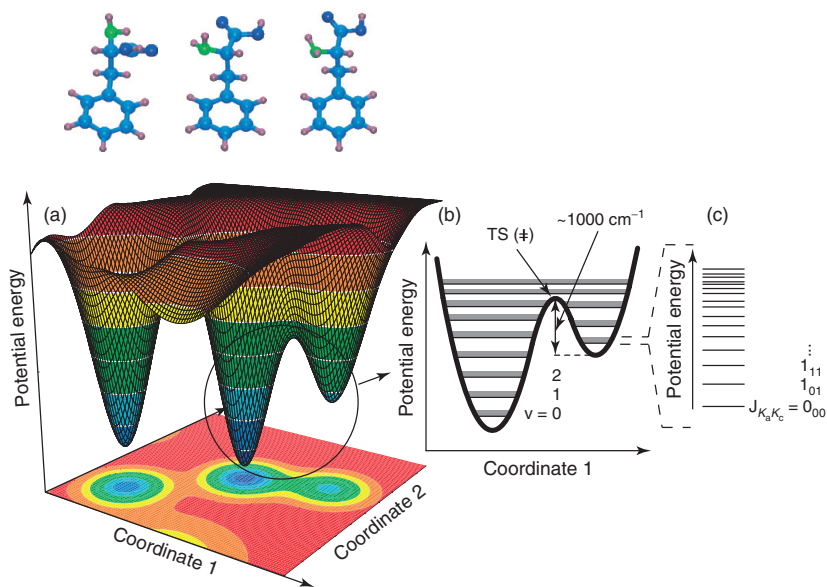 (a)
Potential energy
Coordinate 1
Coordinate 2
(b)
TS (ǂ)
~1000 cm⁻¹
Potential energy
2
1
v = 0
Coordinate 1
(c)
Potential energy
⋮
1₁₁
1₀₁
J_{KₐK_c} = 0₀₀